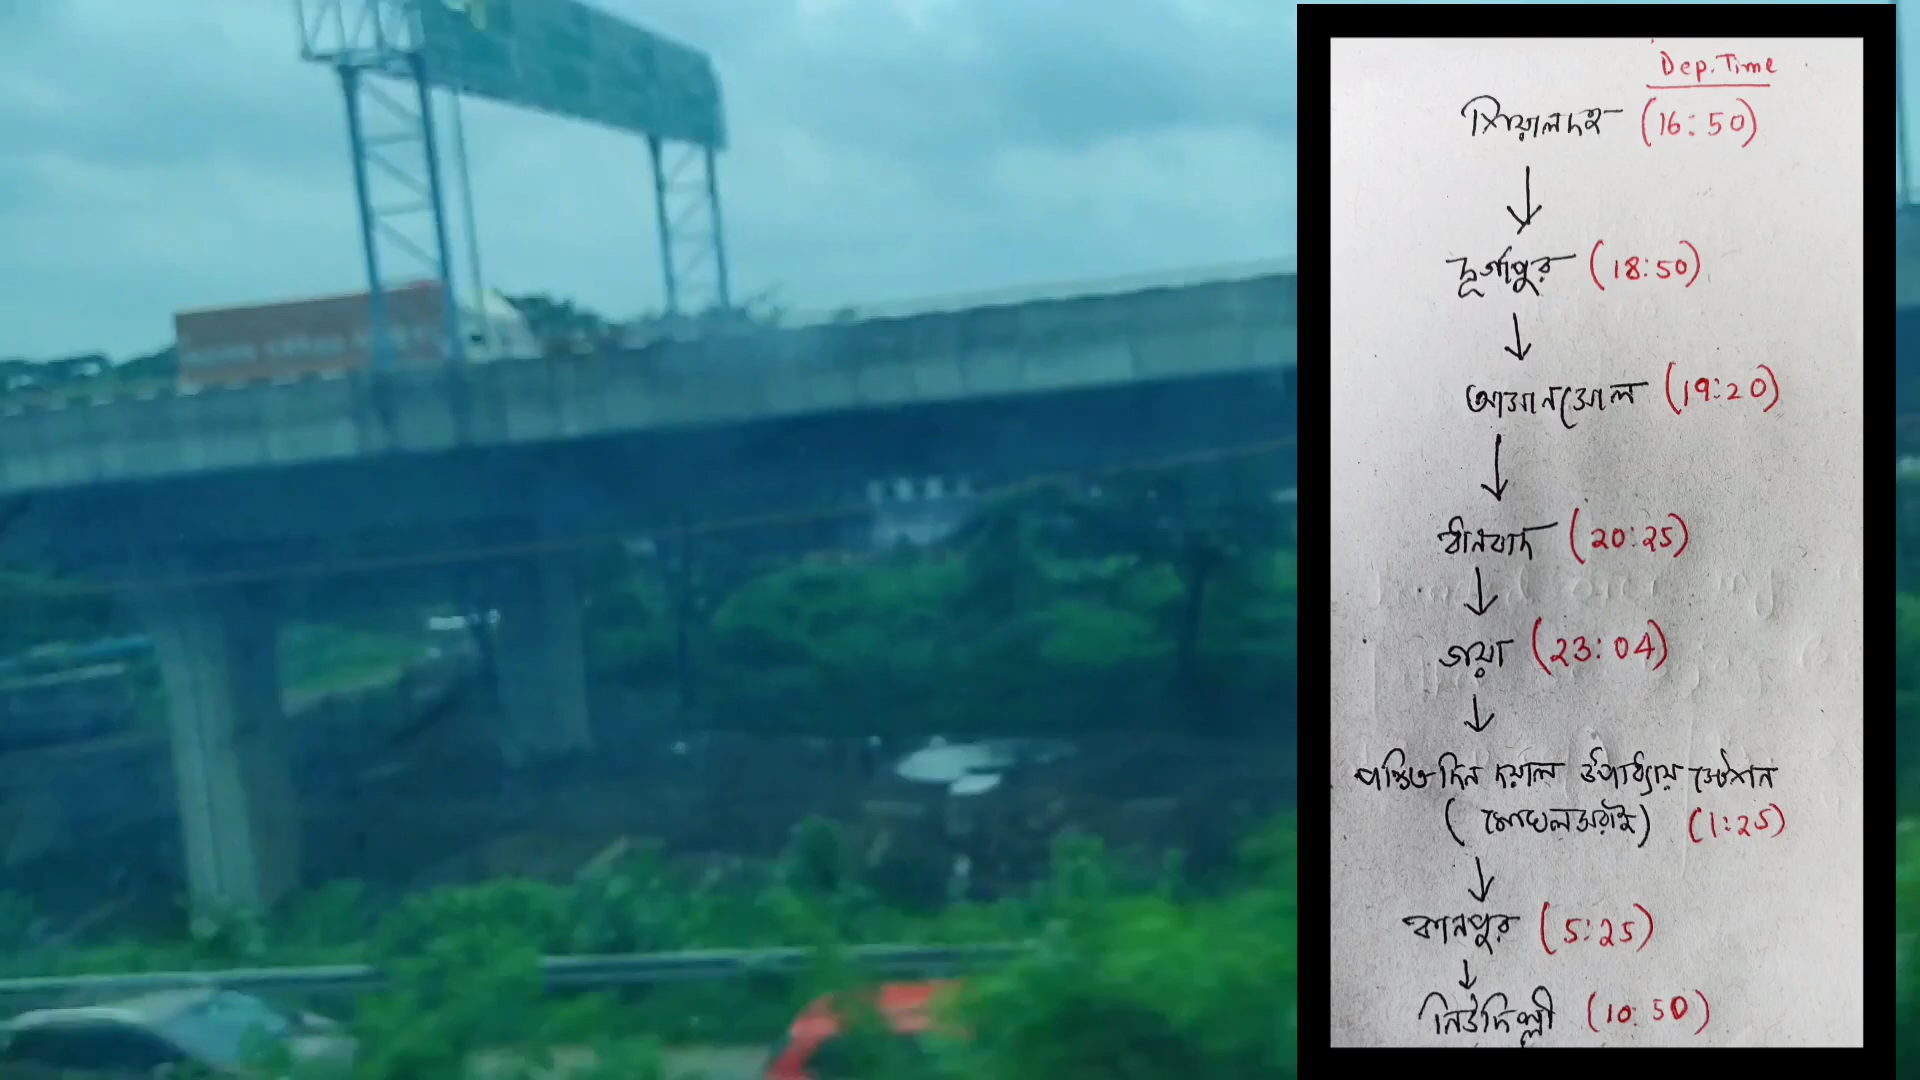 Dep. Time
শিয়ালদহ (16:50)
দূর্গাপুর (18:50)
আসানসোল (19:20)
ধানবাদ (20:25)
গয়া (23:04)
পণ্ডিত দিন দয়াল উপাধ্যায় স্টেশন
(মোঘলসরাই) (1:25)
কানপুর (5:25)
নিউদিল্লী (10:50)